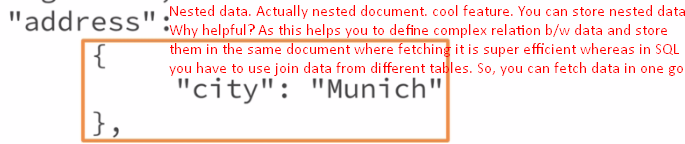 "address": Nested data. Actually nested document. cool feature. You can store nested data
Why helpful? As this helps you to define complex relation b/w data and store
{ them in the same document where fetching it is super efficient whereas in SQL
you have to use join data from different tables. So, you can fetch data in one go
"city": "Munich"
},